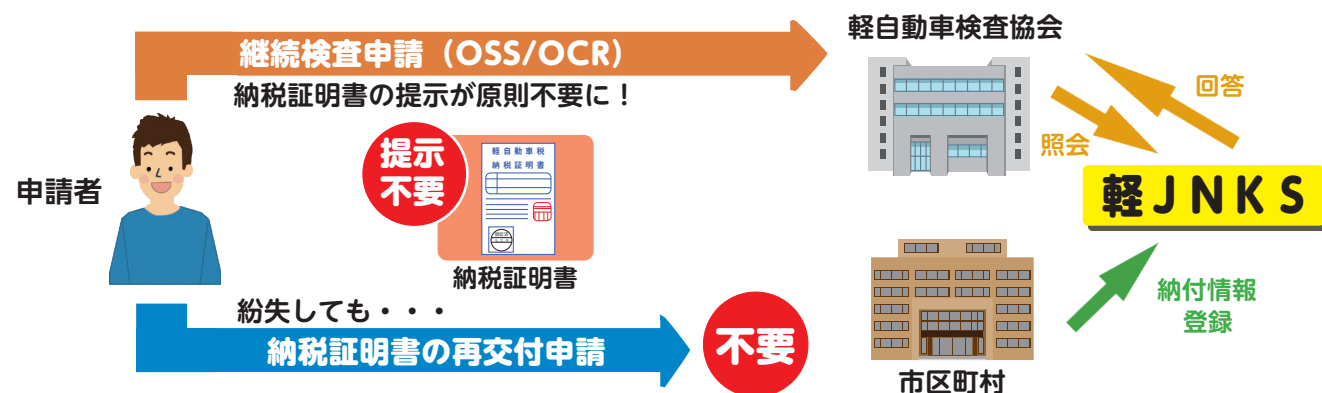 継続検査申請（OSS/OCR）
納税証明書の提示が原則不要に！
申請者
提示
不要
軽自動車税
納税証明書
納税証明書
紛失しても・・・
納税証明書の再交付申請
不要
軽自動車検査協会
回答
照会
軽JNKS
納付情報
登録
市区町村